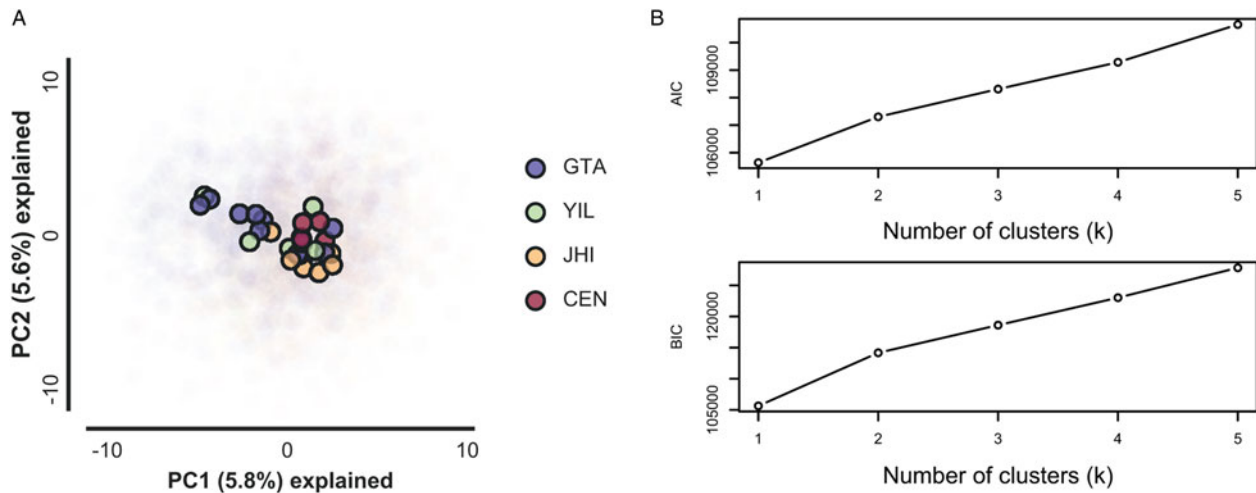 A
PC2 (5.6%) explained
10
0
-10
-10
0
10
PC1 (5.8%) explained
GTA
YIL
JHI
CEN
B
AIC
109000
106000
1
2
3
4
5
Number of clusters (k)
BIC
120000
105000
1
2
3
4
5
Number of clusters (k)